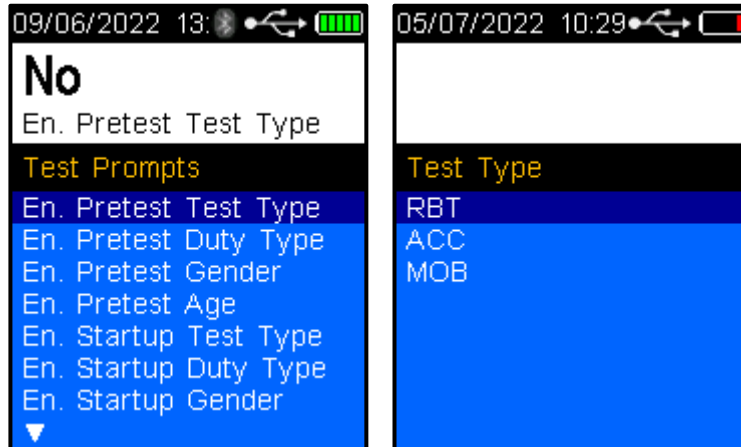 09/06/2022 13:
No
En. Pretest Test Type
Test Prompts
En. Pretest Test Type
En. Pretest Duty Type
En. Pretest Gender
En. Pretest Age
En. Startup Test Type
En. Startup Duty Type
En. Startup Gender
05/07/2022 10:29
Test Type
RBT
ACC
MOB